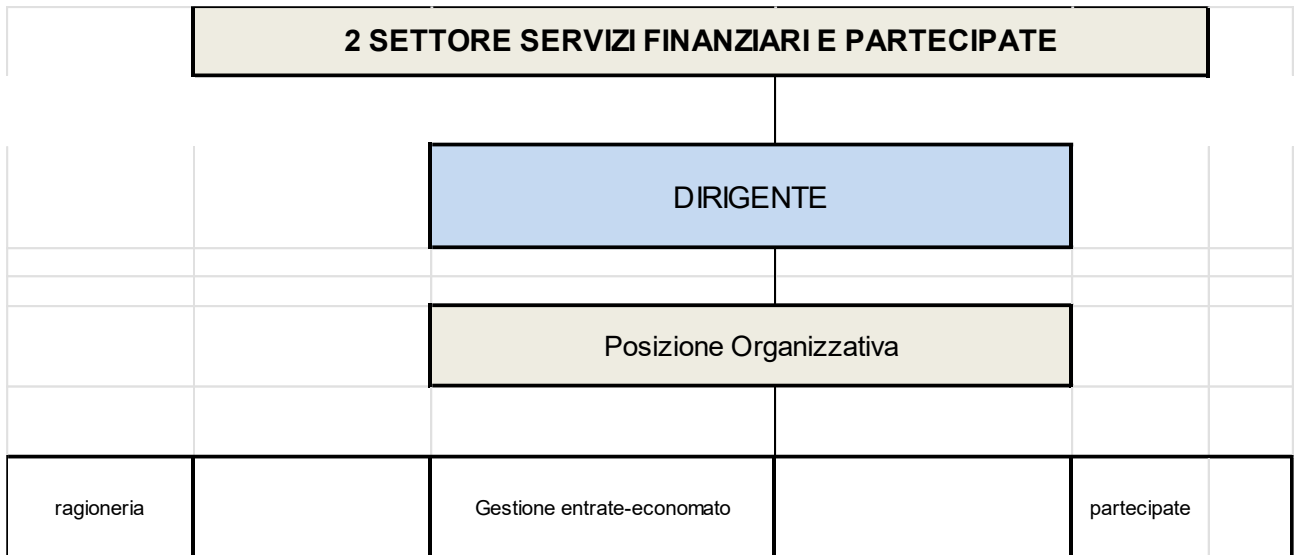 2 SETTORE SERVIZI FINANZIARI E PARTECIPATE
DIRIGENTE
Posizione Organizzativa
ragioneria
Gestione entrate-economato
partecipate